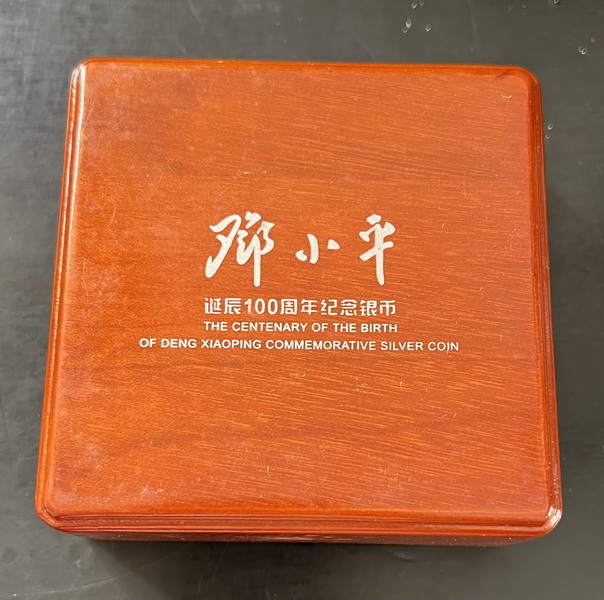 邓小平
诞辰100周年纪念银币
THE CENTENARY OF THE BIRTH
OF DENG XIAOPING COMMEMORATIVE SILVER COIN